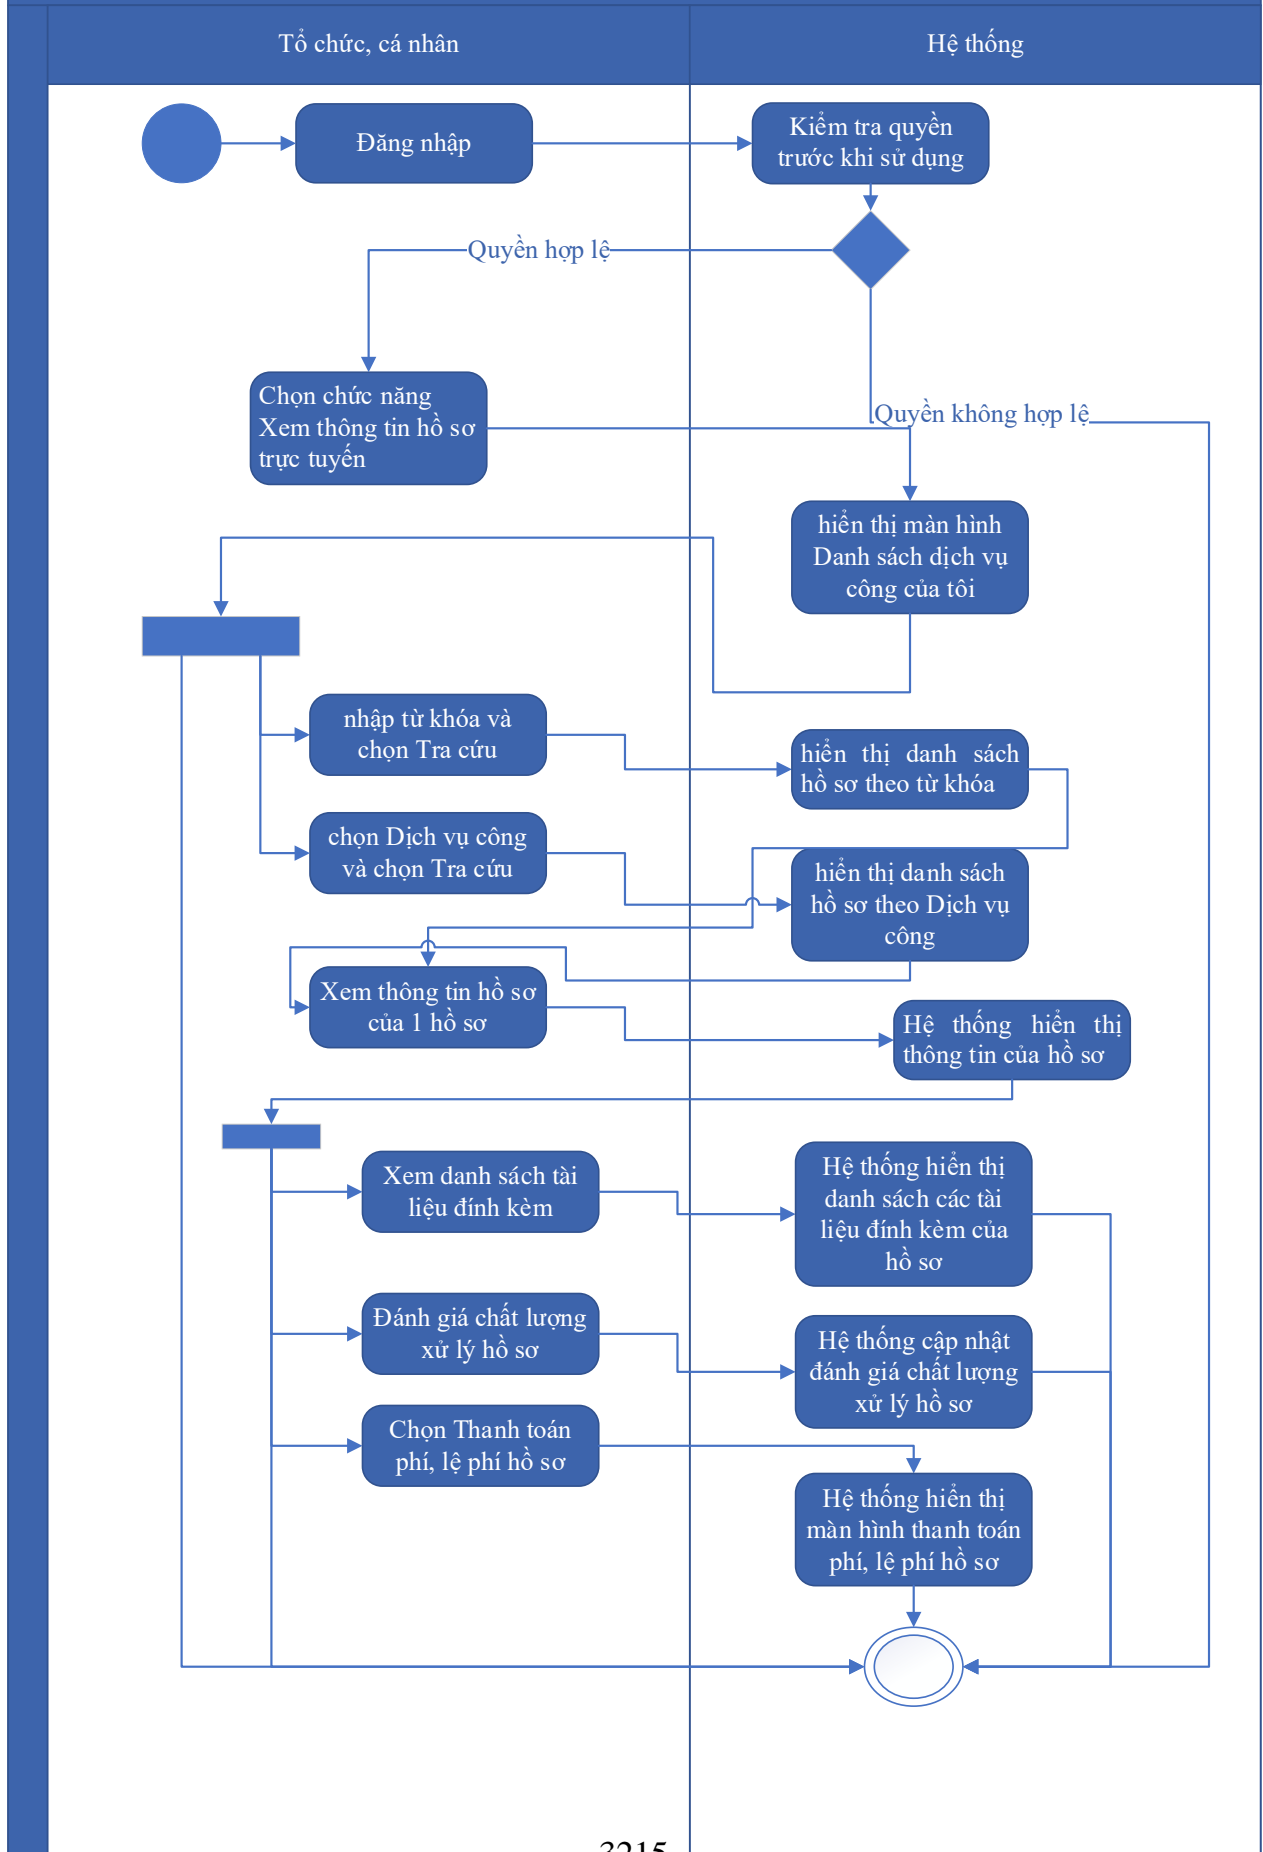 Tổ chức, cá nhân
Hệ thống
Đăng nhập
Kiểm tra quyền
trước khi sử dụng
Quyền hợp lệ
Chọn chức năng
Xem thông tin hồ sơ
trực tuyến
Quyền không hợp lệ
hiển thị màn hình
Danh sách dịch vụ
công của tôi
nhập từ khóa và
chọn Tra cứu
hiển thị danh sách
hồ sơ theo từ khóa
chọn Dịch vụ công
và chọn Tra cứu
hiển thị danh sách
hồ sơ theo Dịch vụ
công
Xem thông tin hồ sơ
của 1 hồ sơ
Hệ thống hiển thị
thông tin của hồ sơ
Xem danh sách tài
liệu đính kèm
Hệ thống hiển thị
danh sách các tài
liệu đính kèm của
hồ sơ
Đánh giá chất lượng
xử lý hồ sơ
Hệ thống cập nhật
đánh giá chất lượng
xử lý hồ sơ
Chọn Thanh toán
phí, lệ phí hồ sơ
Hệ thống hiển thị
màn hình thanh toán
phí, lệ phí hồ sơ
3215